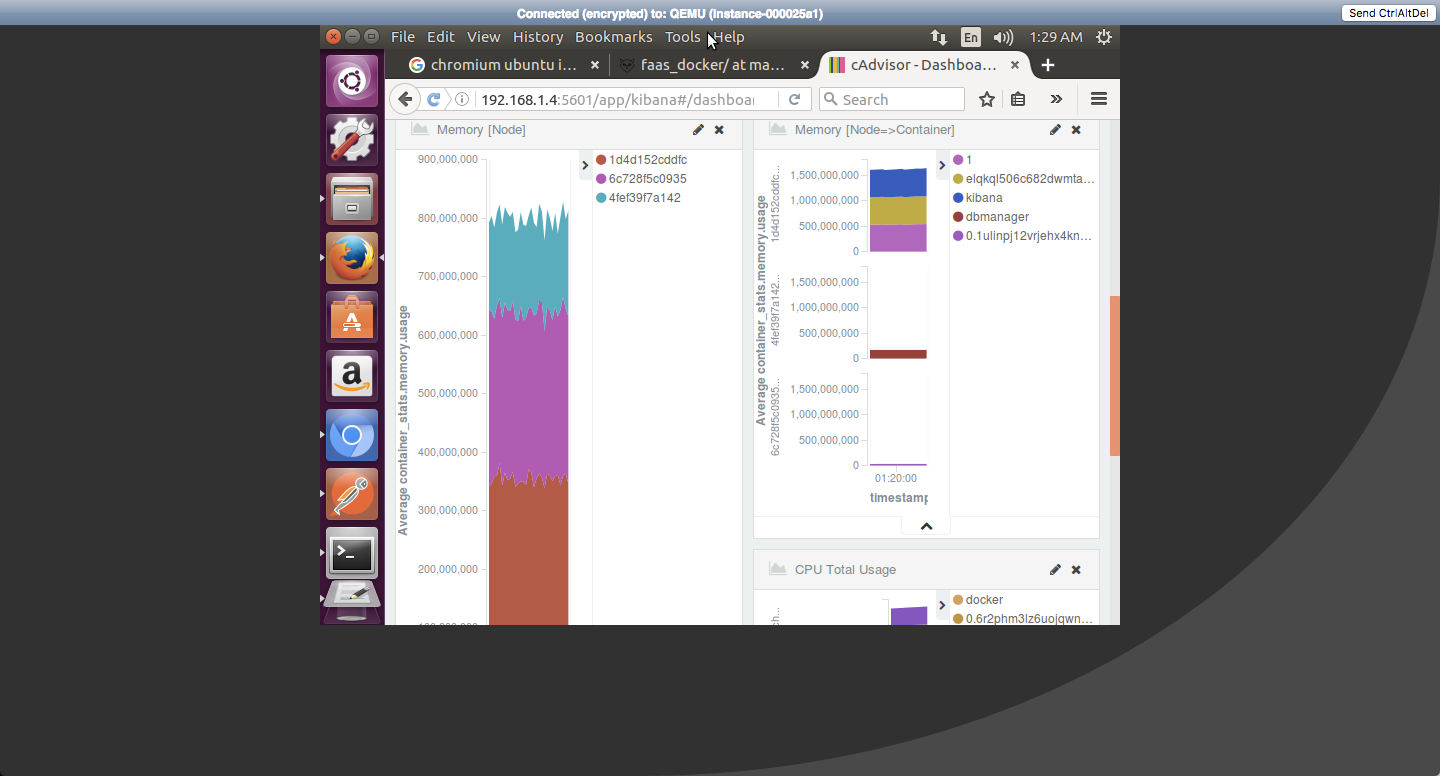 Connected (encrypted) to: QEMU (instance-000025a1)
Send CtrlAltDel
File Edit View History Bookmarks Tools Help
En
1:29 AM
chromium ubuntu i...
faas_docker/ at ma...
cAdvisor - Dashboa...
192.168.1.4:5601/app/kibana#/dashboa
Search
Memory [Node]
900,000,000
800,000,000
700,000,000
600,000,000
500,000,000
400,000,000
300,000,000
200,000,000
Average container_stats.memory.usage
1d4d152cddfc
6c728f5c0935
4fef39f7a142
Memory [Node=>Container]
Average container_stats.memory.usage
1d4d152cddfc...
1,500,000,000
1,000,000,000
500,000,000
0
4fef39f7a142...
1,500,000,000
1,000,000,000
500,000,000
0
6c728f5c0935...
1,500,000,000
1,000,000,000
500,000,000
0
01:20:00
timestamp
1
elqkql506c682dwmta...
kibana
dbmanager
0.1ulinpj12vrjehx4kn...
CPU Total Usage
ch...
docker
0.6r2phm3lz6uojqwn...